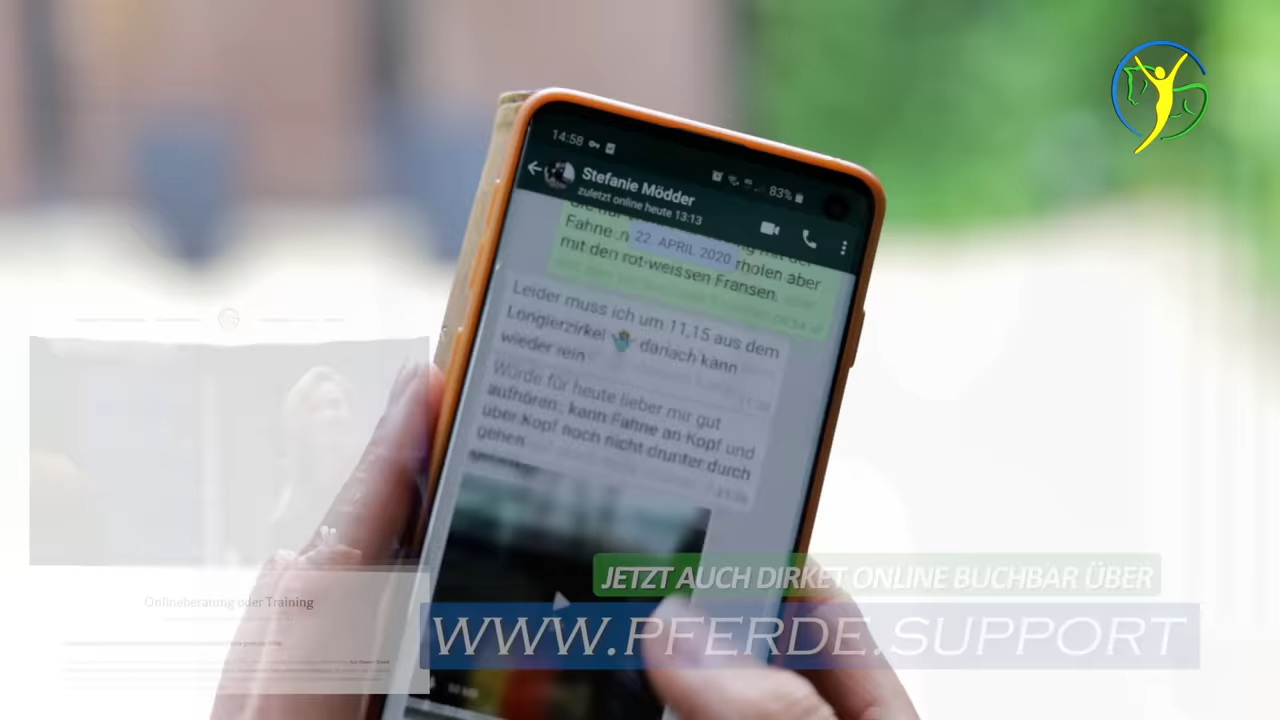 14:58
83%
Stefanie Mödder
zuletzt online heute 13:13
22. APRIL 2020
Fahne
rholen aber
mit den rot-weissen Fransen.
Leider muss ich um 11,15 aus dem
Longierzirkel 🤷 danach kann
wieder rein
Würde für heute lieber mir gut
aufhören, kann Fahne an Kopf und
über Kopf noch nicht drunter durch
gehen
JETZT AUCH DIRKET ONLINE BUCHBAR ÜBER
WWW.PFERDE.SUPPORT
Onlineberatung oder Training